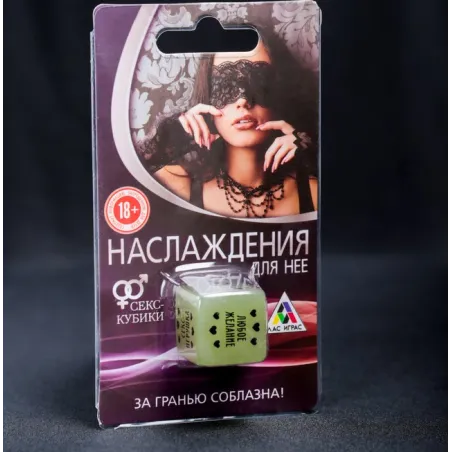 18+
НАСЛАЖДЕНИЯ
ДЛЯ НЕЕ
СЕКС-
КУБИКИ
ЛЮБОЕ
ЖЕЛАНИЕ
ЛАС ИГРАС
ЗА ГРАНЬЮ СОБЛАЗНА!